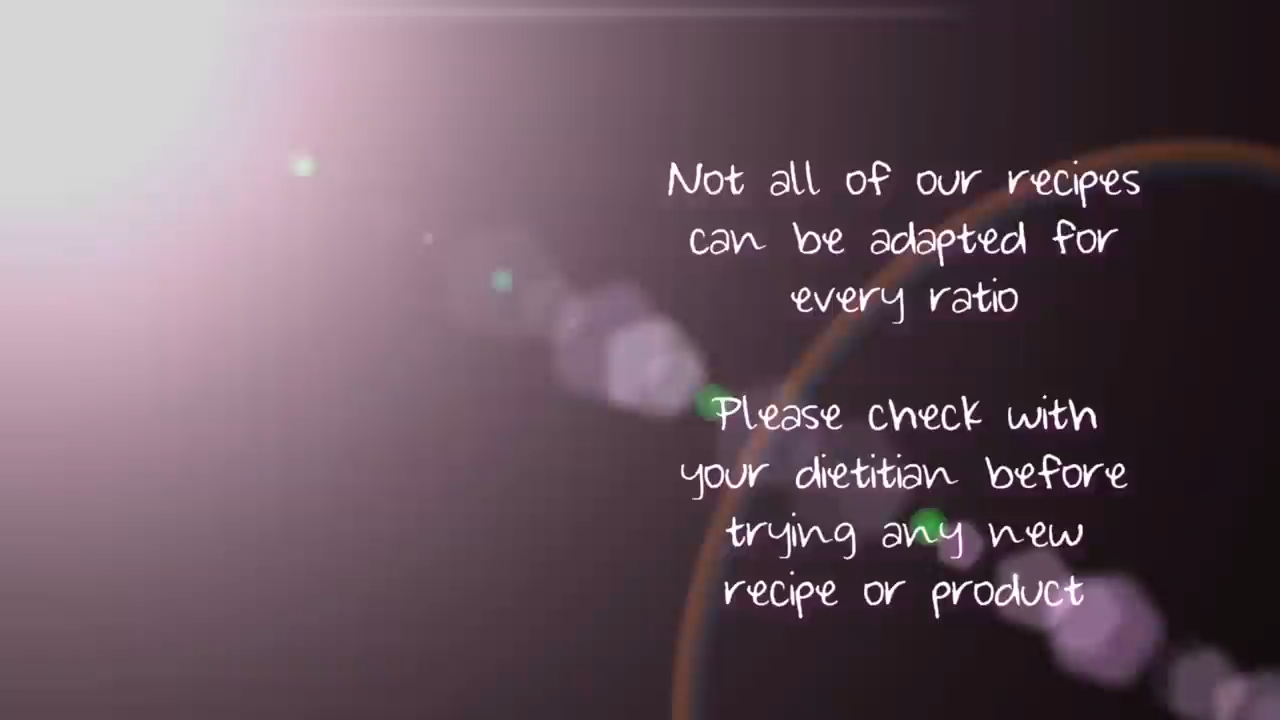 Not all of our recipes
can be adapted for
every ratio
Please check with
your dietitian before
trying any new
recipe or product